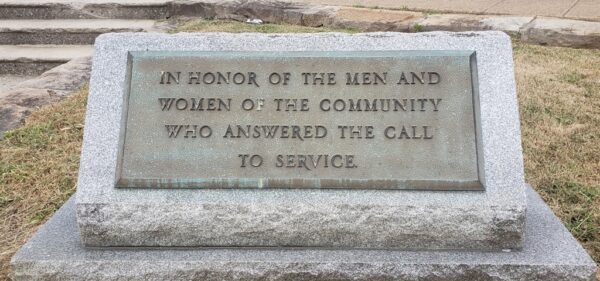 IN HONOR OF THE MEN AND
WOMEN OF THE COMMUNITY
WHO ANSWERED THE CALL
TO SERVICE.